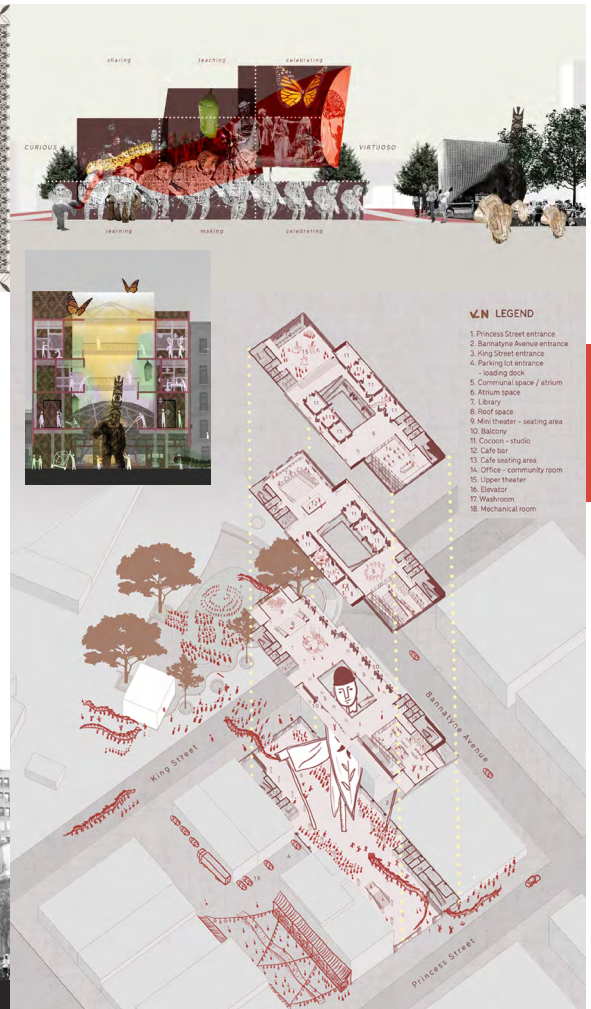 sharing teaching celebrating
CURIOUS VIRTUOSO
learning making celebrating
N LEGEND
1. Princess Street entrance
2. Bannatyne Avenue entrance
3. King Street entrance
4. Parking lot entrance
- loading dock
5. Communal space / atrium
6. Atrium space
7. Library
8. Roof space
9. Mini theater - seating area
10. Balcony
11. Cocoon - studio
12. Cafe bar
13. Cafe seating area
14. Office - community room
15. Upper theater
16. Elevator
17. Washroom
18. Mechanical room
Bannatyne Avenue
King Street
Princess Street